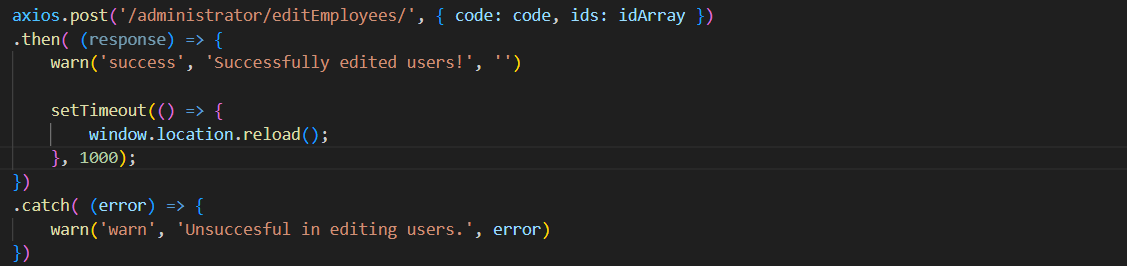 axios.post('/administrator/editEmployees/', { code: code, ids: idArray })
.then( (response) => {
    warn('success', 'Successfully edited users!', '')

    setTimeout(() => {
        window.location.reload();
    }, 1000);
})
.catch( (error) => {
    warn('warn', 'Unsuccesful in editing users.', error)
})